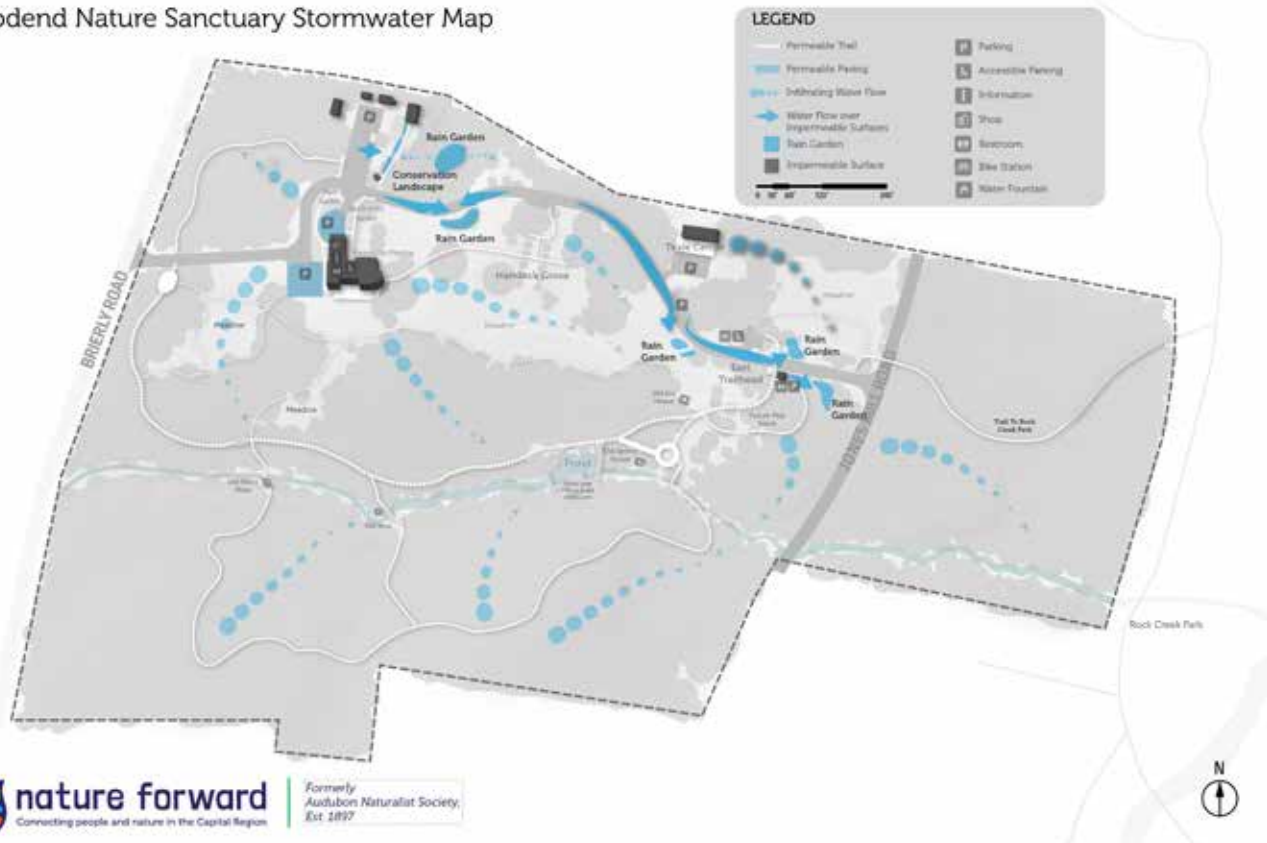 odend Nature Sanctuary Stormwater Map
LEGEND
Permeable Trail
Permeable Paving
Infiltrating Water Flow
Water Flow over
Impermeable Surfaces
Rain Garden
Impermeable Surface
Parking
Accessible Parking
Information
Shop
Restroom
Bike Station
Water Fountain
Rain Garden
Conservation
Landscape
Rain Garden
Hemlock Grove
BRIERLY ROAD
Meadow
Meadow
Rain
Garden
East
Trailhead
Rain
Garden
Rain
Garden
Trail To Rock
Creek Park
Pond
Rock Creek Park
N
nature forward
Connecting people and nature in the Capital Region
Formerly
Audubon Naturalist Society,
Est 1897